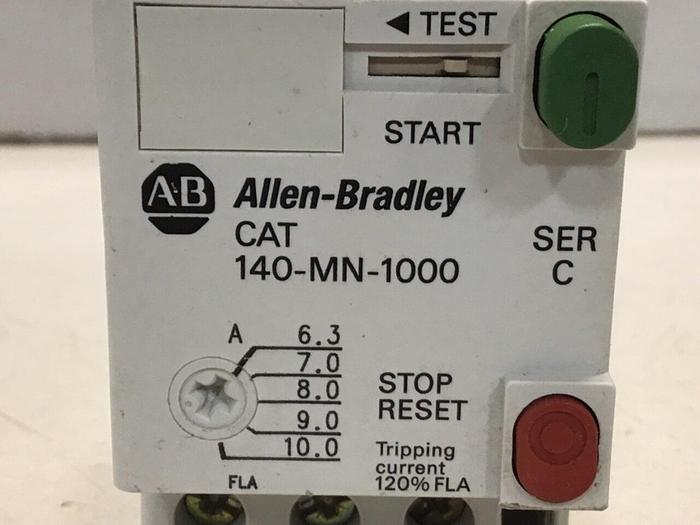 ◀ TEST
START
AB Allen-Bradley
CAT
140-MN-1000
SER
C
A 6.3
7.0
8.0
9.0
10.0
FLA
STOP
RESET
Tripping
current
120% FLA